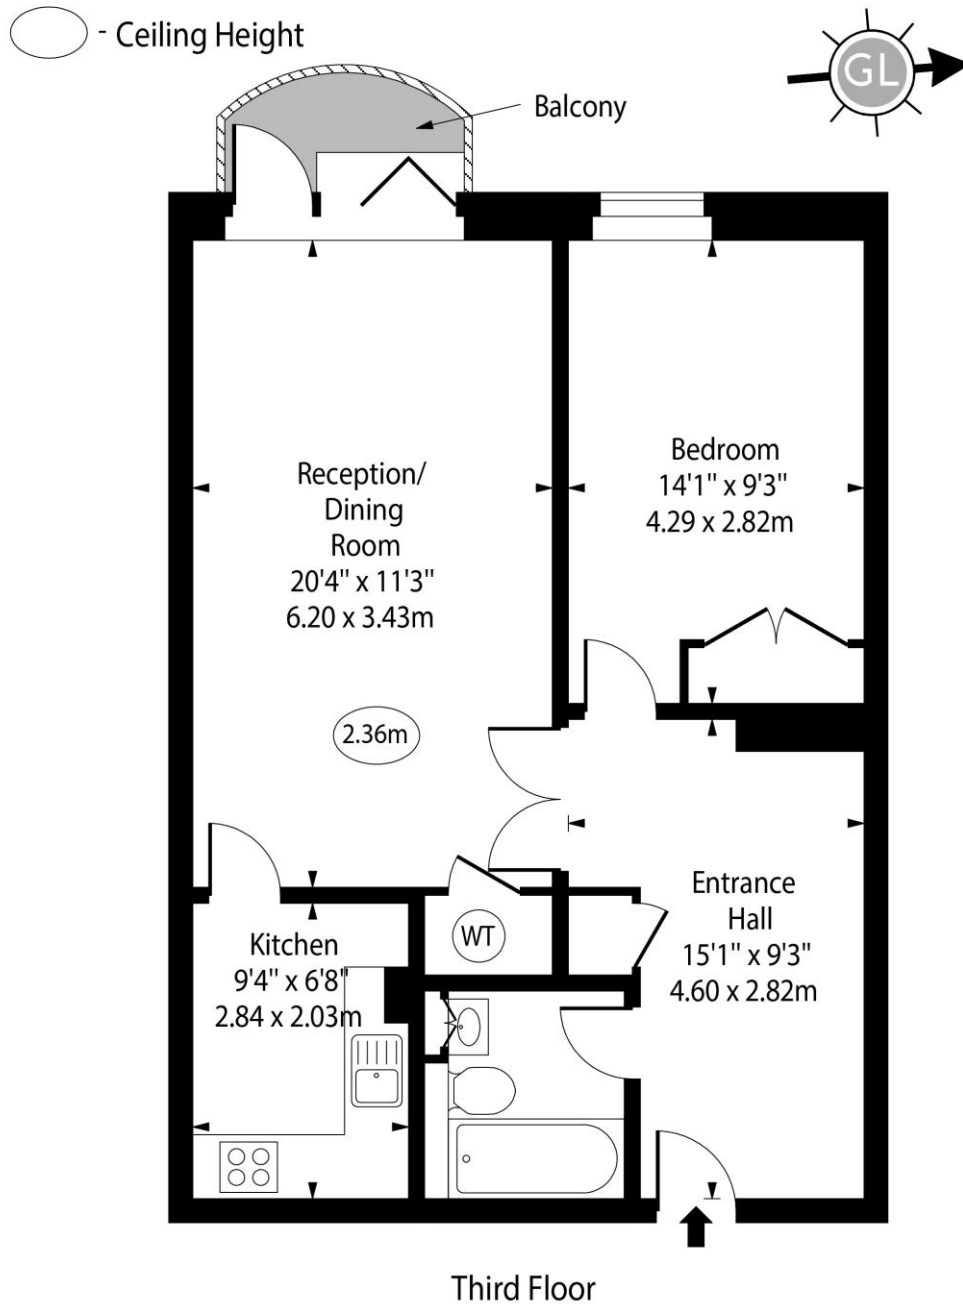 - Ceiling Height
GL
Balcony
Reception/
Dining
Room
20'4" x 11'3"
6.20 x 3.43m
2.36m
Bedroom
14'1" x 9'3"
4.29 x 2.82m
Entrance
Hall
15'1" x 9'3"
4.60 x 2.82m
Kitchen
9'4" x 6'8"
2.84 x 2.03m
WT
Third Floor